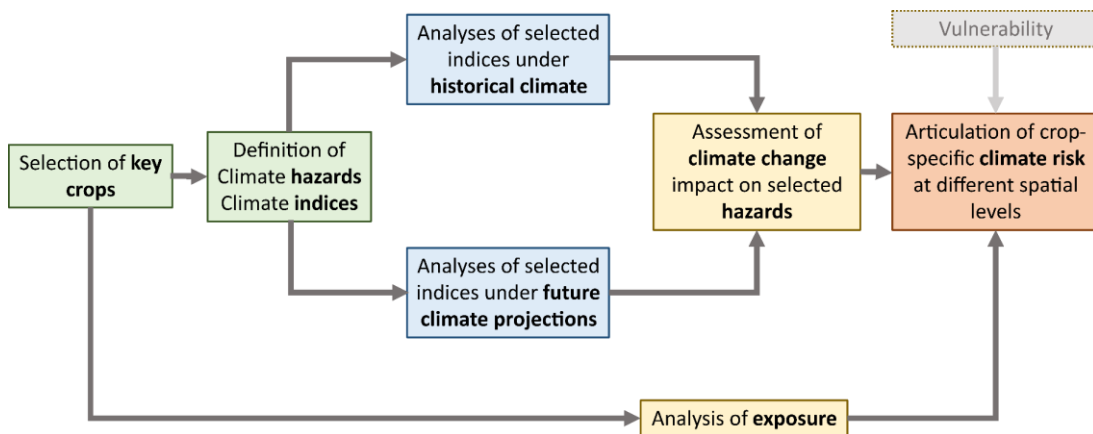 Selection of key
crops
Definition of
Climate hazards
Climate indices
Analyses of selected
indices under
historical climate
Analyses of selected
indices under future
climate projections
Assessment of
climate change
impact on selected
hazards
Vulnerability
Articulation of crop-
specific climate risk
at different spatial
levels
Analysis of exposure